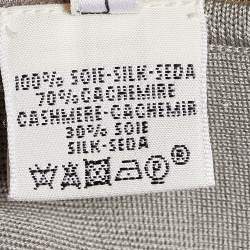 100% SOIE-SILK-SEDA
70% CACHEMIRE
CASHMERE-CACHEMIR
30% SOIE
SILK-SEDA
A P ®